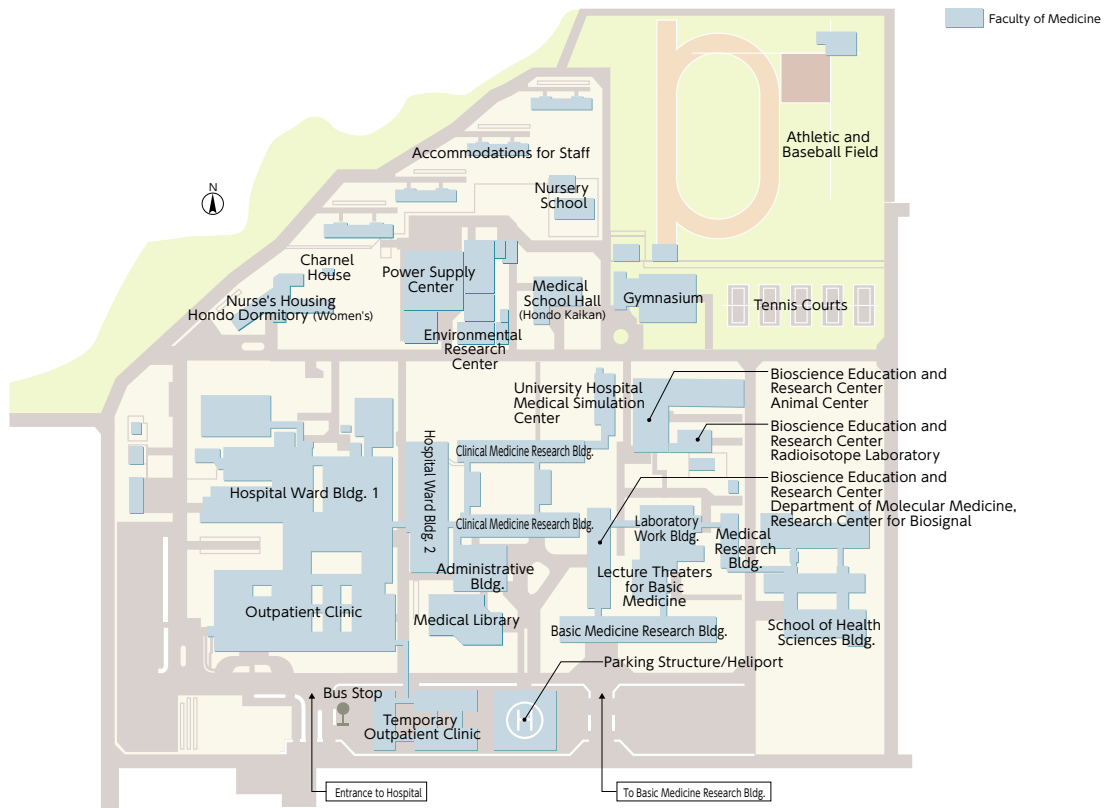 Faculty of Medicine
Athletic and
Baseball Field
Accommodations for Staff
Nursery
School
N
Charnel
House
Power Supply
Center
Medical
School Hall
(Hondo Kaikan)
Gymnasium
Tennis Courts
Nurse's Housing
Hondo Dormitory (Women's)
Environmental
Research
Center
University Hospital
Medical Simulation
Center
Bioscience Education and
Research Center
Animal Center
Bioscience Education and
Research Center
Radioisotope Laboratory
Bioscience Education and
Research Center
Department of Molecular Medicine,
Research Center for Biosignal
Clinical Medicine Research Bldg.
Hospital Ward Bldg. 1
Hospital Ward Bldg. 2
Clinical Medicine Research Bldg.
Laboratory
Work Bldg.
Medical
Research
Bldg.
Administrative
Bldg.
Lecture Theaters
for Basic
Medicine
Outpatient Clinic
Medical Library
Basic Medicine Research Bldg.
School of Health
Sciences Bldg.
Parking Structure/Heliport
Bus Stop
Temporary
Outpatient Clinic
H
Entrance to Hospital
To Basic Medicine Research Bldg.